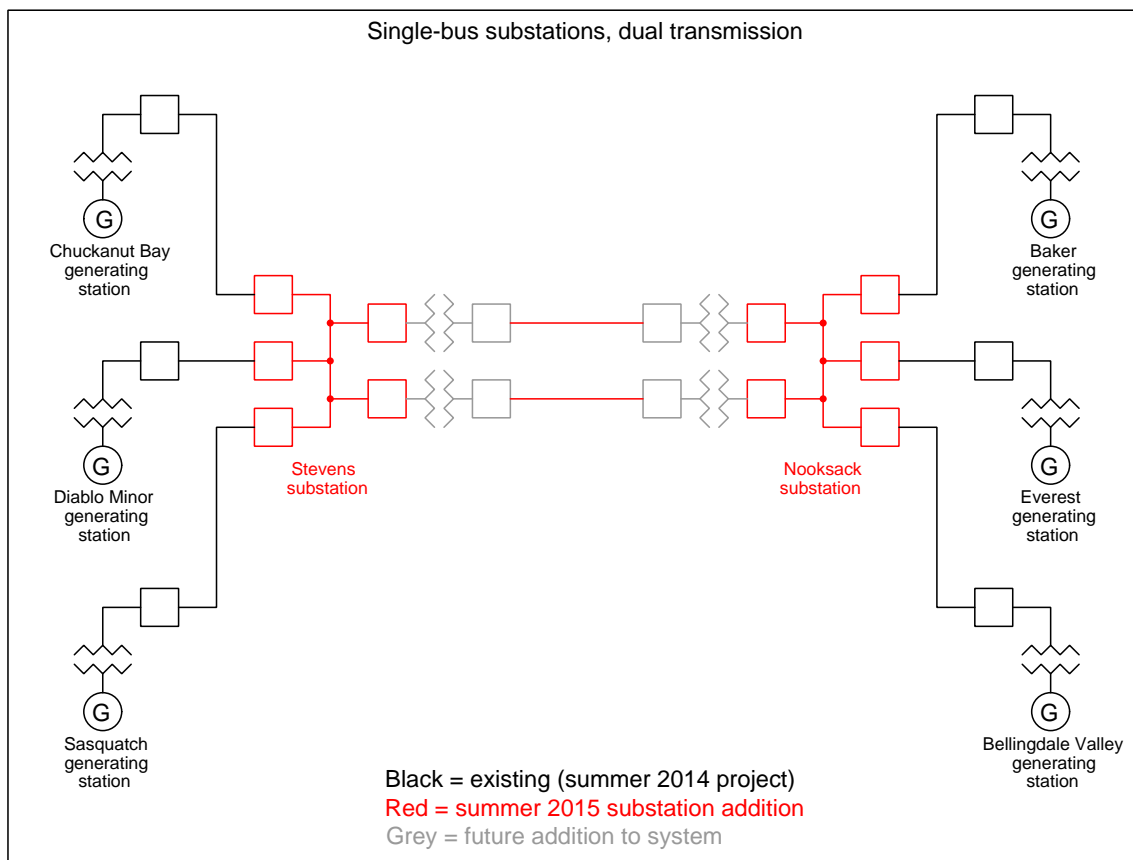 Single-bus substations, dual transmission
G
Chuckanut Bay
generating
station
G
Baker
generating
station
G
Diablo Minor
generating
station
Stevens
substation
Nooksack
substation
G
Everest
generating
station
G
Sasquatch
generating
station
G
Bellingdale Valley
generating
station
Black = existing (summer 2014 project)
Red = summer 2015 substation addition
Grey = future addition to system